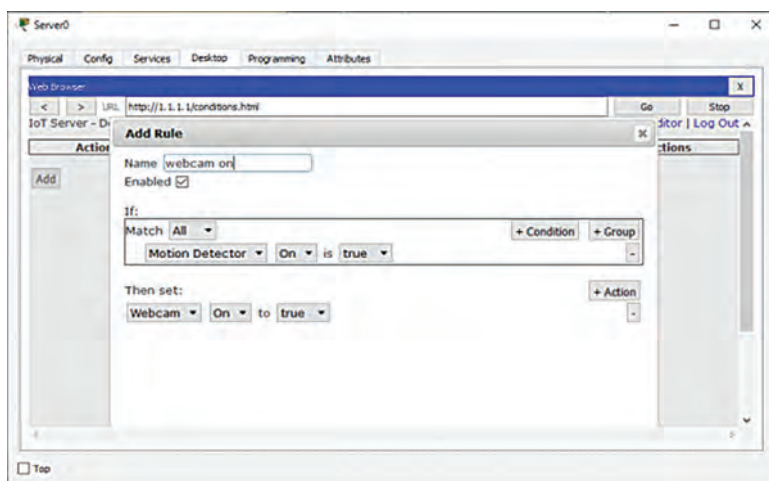 Server0
Physical Config Services Desktop Programming Attributes
Web Browser X
< > URL http://1.1.1.1/conditions.html Go Stop
IoT Server - D ditor | Log Out
Add Rule
Action ctions
Name webcam on
Add
Enabled
If:
Match All + Condition + Group
Motion Detector On is true -
Then set: + Action
Webcam On to true -
Top